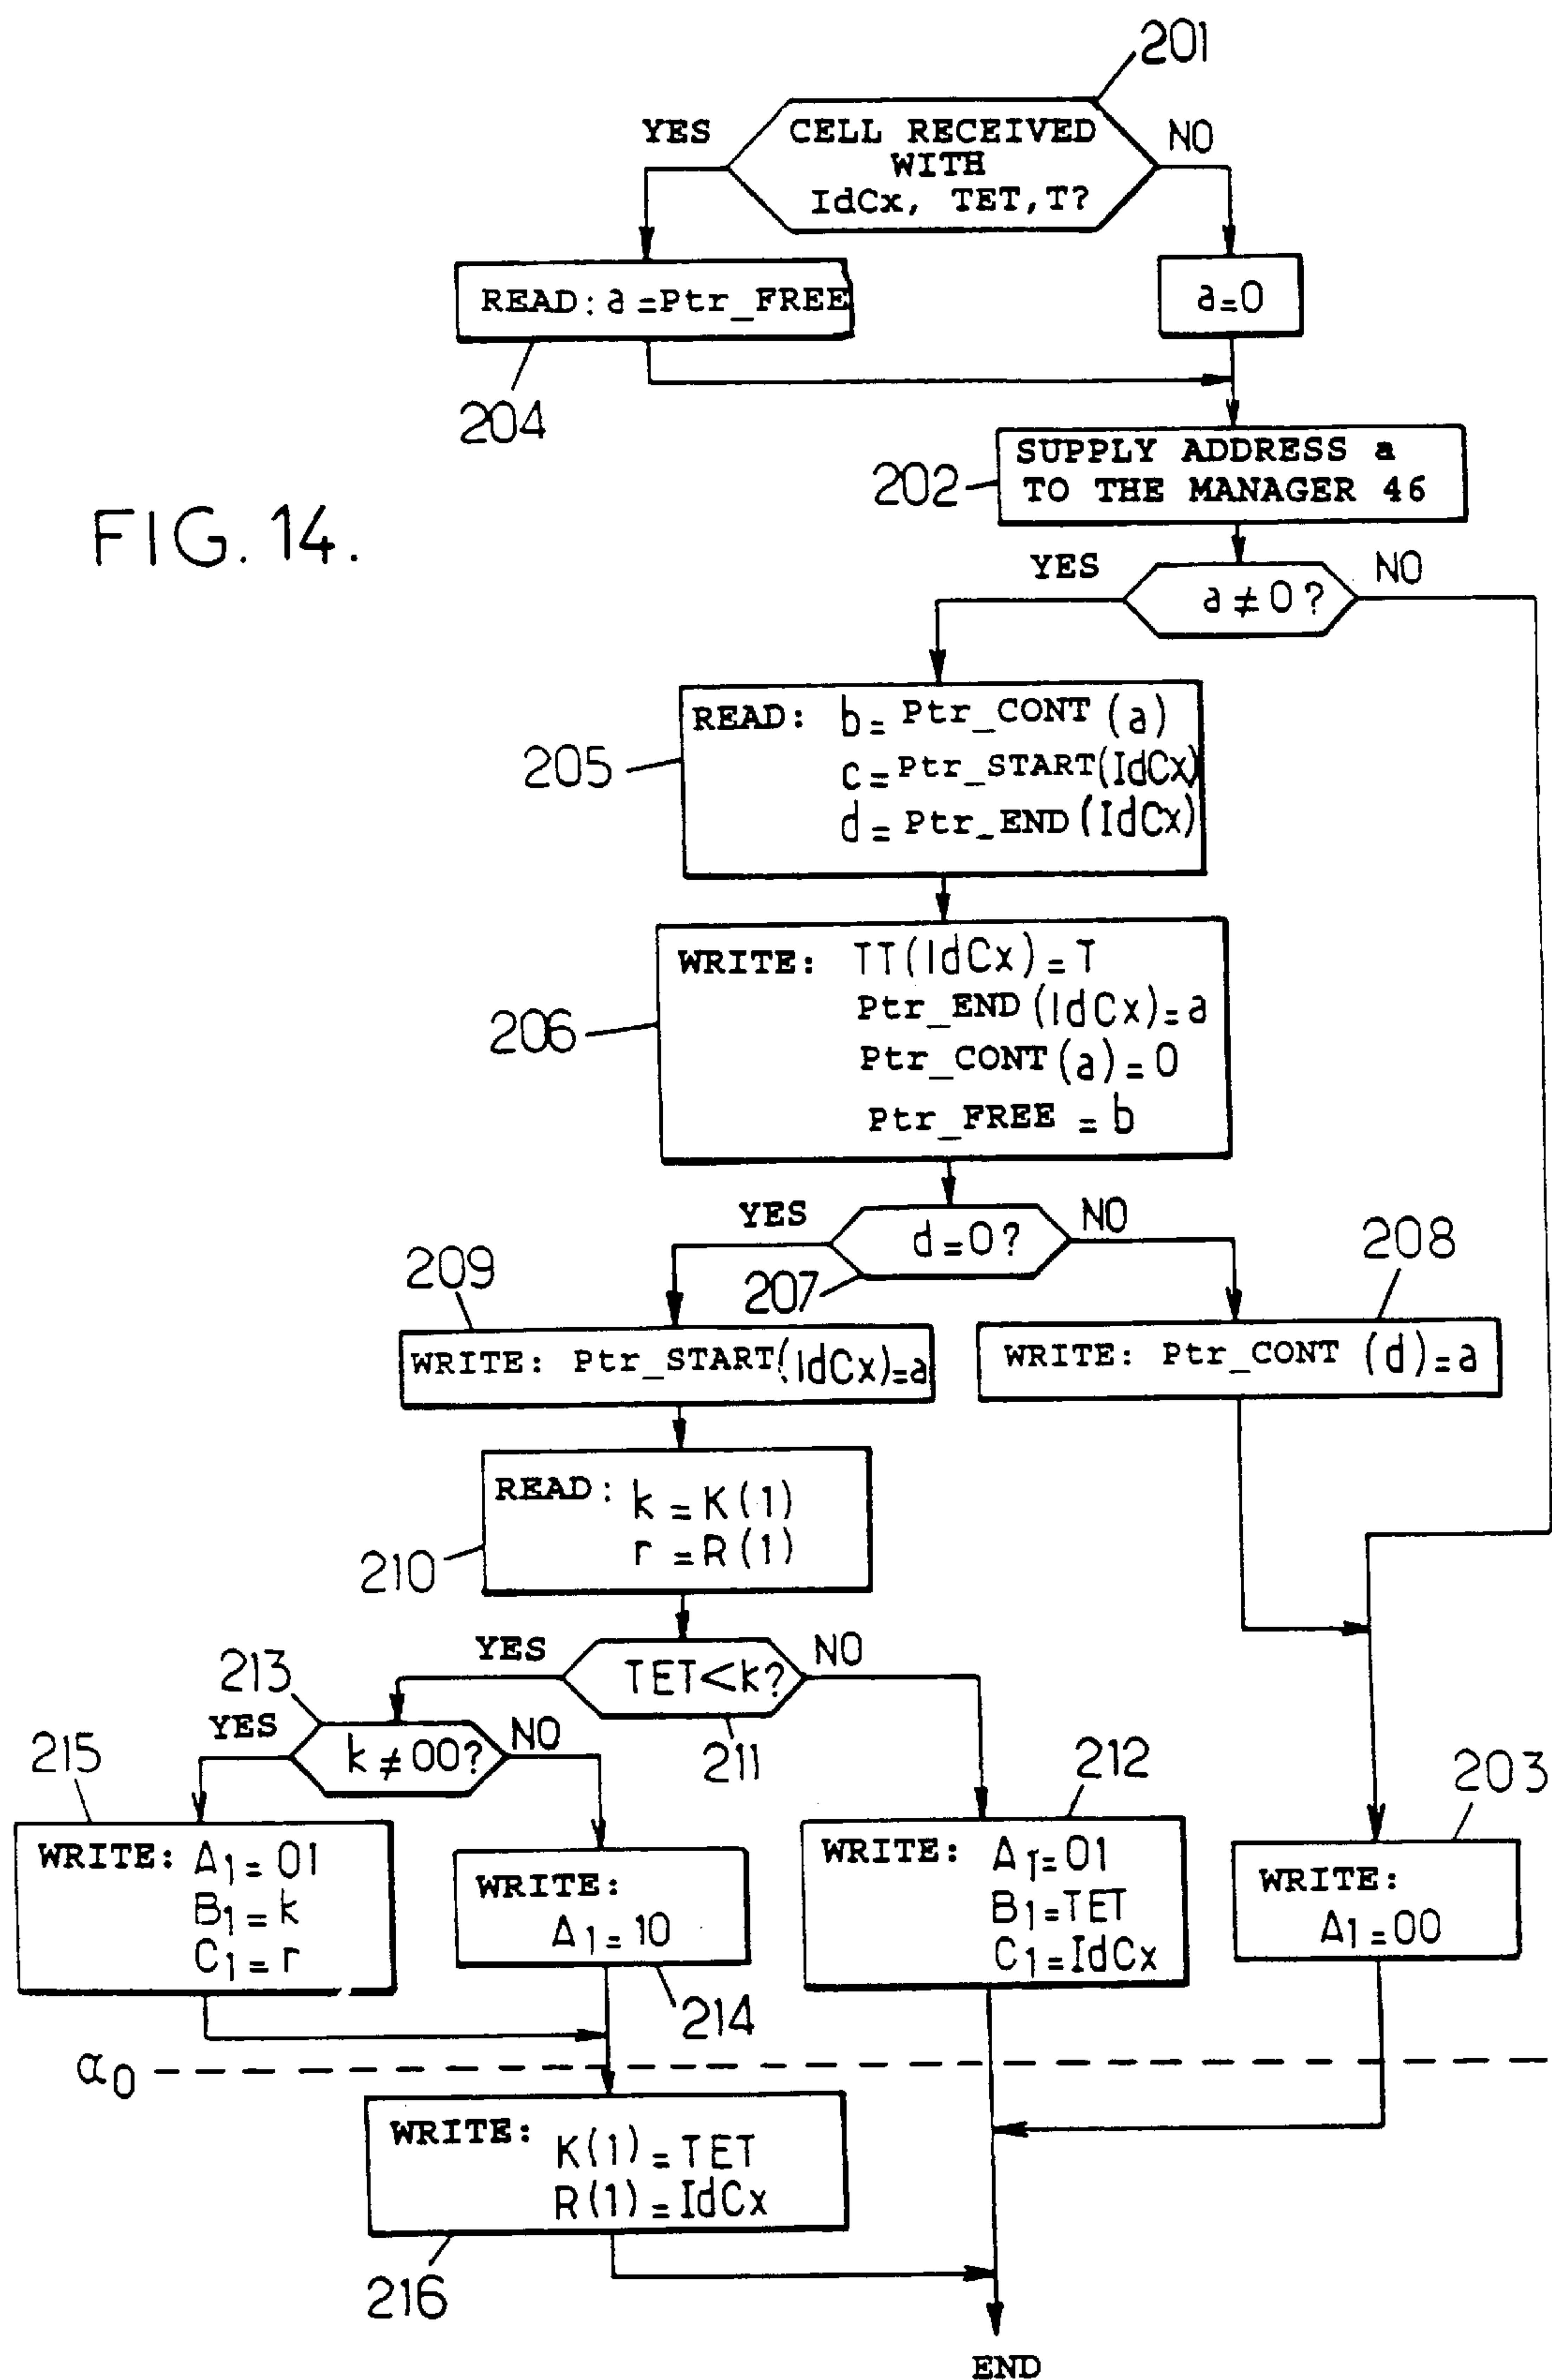 201
YES
CELL RECEIVED
WITH
IdCx, TET, T?
NO
READ: a=Ptr_FREE
a=0
204
SUPPLY ADDRESS a
TO THE MANAGER 46
202
FIG. 14.
YES
a≠0?
NO
READ: b=Ptr_CONT (a)
c=Ptr_START(IdCx)
d=Ptr_END(IdCx)
205
WRITE: TT(IdCx)=T
Ptr_END(IdCx)=a
Ptr_CONT(a)=0
Ptr_FREE=b
206
YES
d=0?
NO
207
208
209
WRITE: Ptr_START(IdCx)=a
WRITE: Ptr_CONT (d)=a
READ: k=K(1)
r=R(1)
210
YES
TET<k?
NO
211
213
YES
k≠00?
NO
215
212
203
WRITE: A1=01
B1=k
C1=r
WRITE:
A1=10
WRITE: A1=01
B1=TET
C1=IdCx
WRITE:
A1=00
214
α0
WRITE: K(1)=TET
R(1)=IdCx
216
END